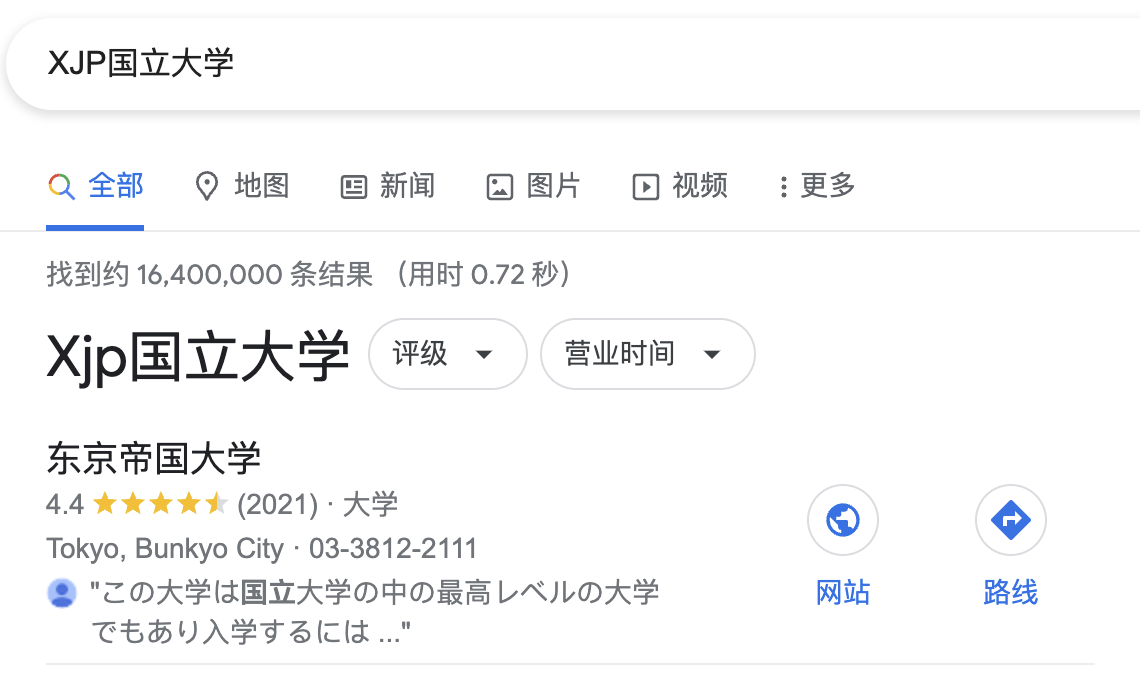 XJP国立大学
全部 地图 新闻 图片 视频 更多
找到约 16,400,000 条结果 （用时 0.72 秒）
Xjp国立大学 评级 营业时间
东京帝国大学
4.4 (2021) · 大学
Tokyo, Bunkyo City · 03-3812-2111
"この大学は国立大学の中の最高レベルの大学
でもあり入学するには ..."
网站 路线